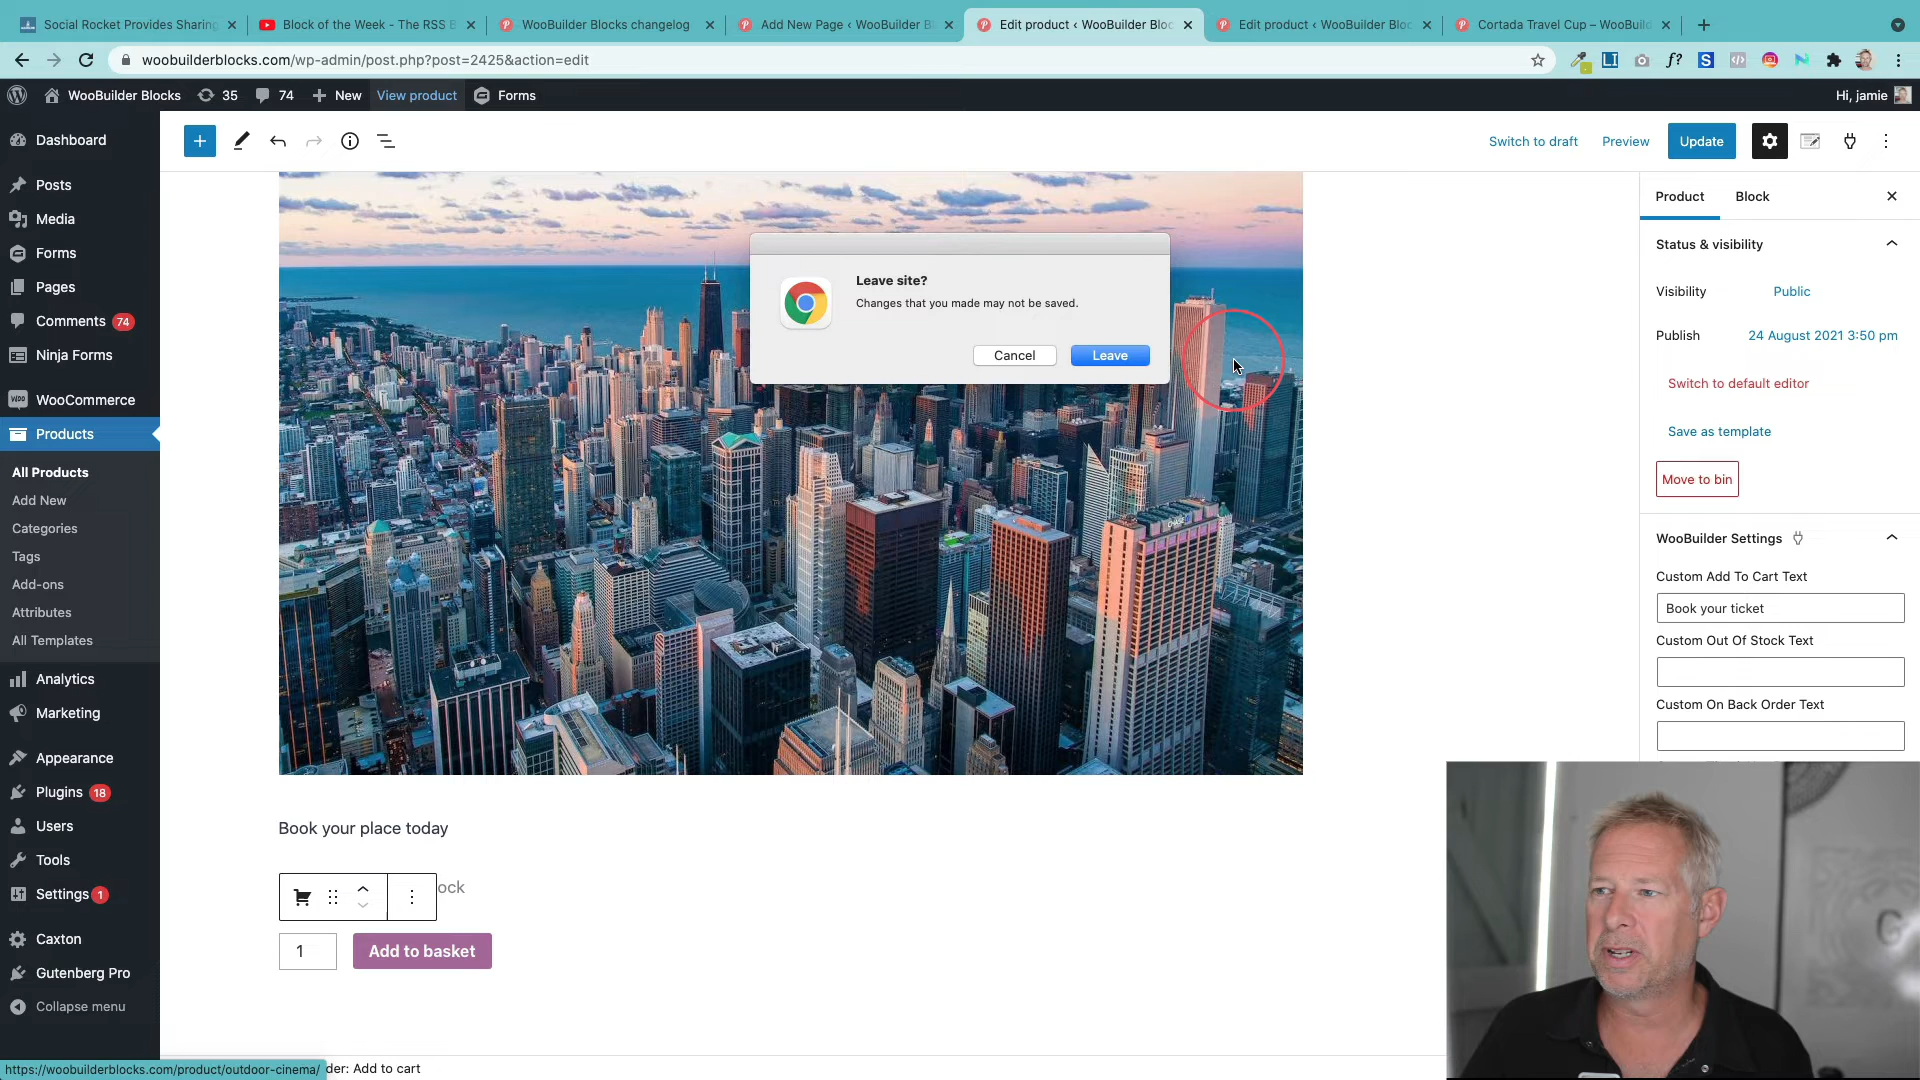 Social Rocket Provides Sharing
Block of the Week - The RSS B
WooBuilder Blocks changelog
Add New Page ‹ WooBuilder B
Edit product ‹ WooBuilder Bloc
Edit product ‹ WooBuilder Bloc
Cortada Travel Cup – WooBuild
woobuilderblocks.com/wp-admin/post.php?post=2425&action=edit
WooBuilder Blocks
35
74
New
View product
Forms
Hi, jamie
Dashboard
Posts
Media
Forms
Pages
Comments 74
Ninja Forms
WooCommerce
Products
All Products
Add New
Categories
Tags
Add-ons
Attributes
All Templates
Analytics
Marketing
Appearance
Plugins 18
Users
Tools
Settings 1
Caxton
Gutenberg Pro
Collapse menu
Switch to draft
Preview
Update
Leave site?
Changes that you made may not be saved.
Cancel
Leave
Book your place today
ock
1
Add to basket
Product
Block
Status & visibility
Visibility
Public
Publish
24 August 2021 3:50 pm
Switch to default editor
Save as template
Move to bin
WooBuilder Settings
Custom Add To Cart Text
Book your ticket
Custom Out Of Stock Text
Custom On Back Order Text
https://woobuilderblocks.com/product/outdoor-cinema/
der: Add to cart